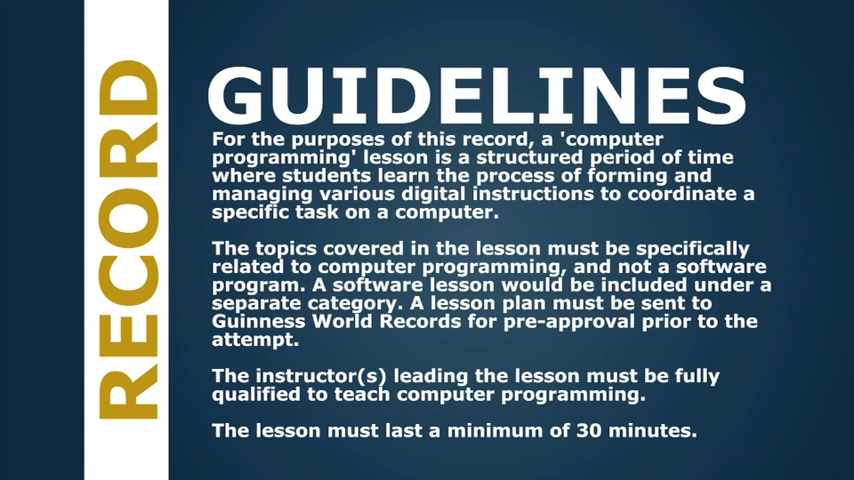 RECORD
GUIDELINES
For the purposes of this record, a 'computer
programming' lesson is a structured period of time
where students learn the process of forming and
managing various digital instructions to coordinate a
specific task on a computer.
The topics covered in the lesson must be specifically
related to computer programming, and not a software
program. A software lesson would be included under a
separate category. A lesson plan must be sent to
Guinness World Records for pre-approval prior to the
attempt.
The instructor(s) leading the lesson must be fully
qualified to teach computer programming.
The lesson must last a minimum of 30 minutes.